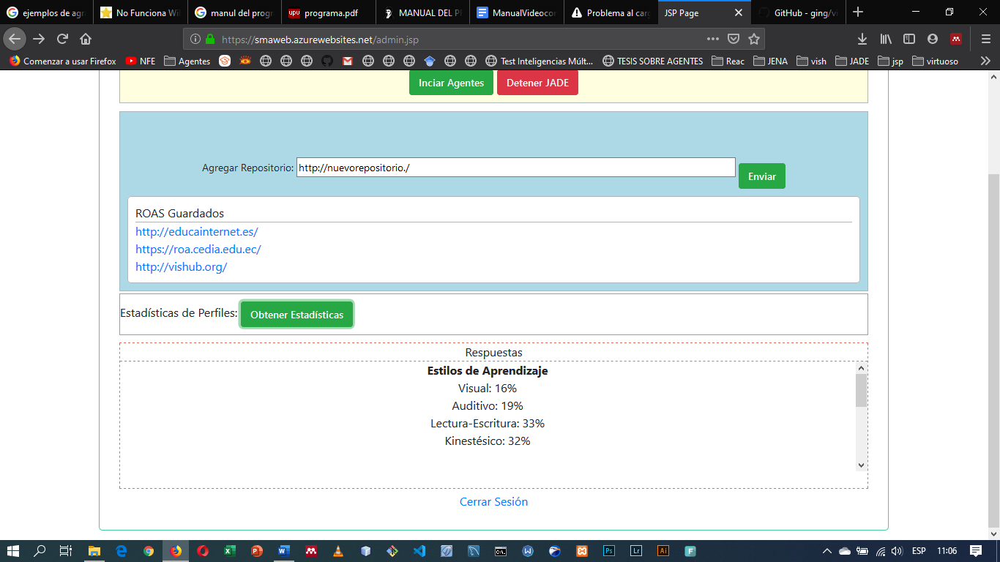 ejemplos de agr
No Funciona Wi
manul del progr
programa.pdf
MANUAL DEL P
ManualVideocor
Problema al carg
JSP Page
GitHub - ging/vi
https://smaweb.azurewebsites.net/admin.jsp
Comenzar a usar Firefox
NFE
Agentes
Test Inteligencias Múlt...
TESIS SOBRE AGENTES
Reac
JENA
vish
JADE
jsp
virtuoso
Inciar Agentes
Detener JADE
Agregar Repositorio:
http://nuevorepositorio./
Enviar
ROAS Guardados
http://educainternet.es/
https://roa.cedia.edu.ec/
http://vishub.org/
Estadísticas de Perfiles:
Obtener Estadísticas
Respuestas
Estilos de Aprendizaje
Visual: 16%
Auditivo: 19%
Lectura-Escritura: 33%
Kinestésico: 32%
Cerrar Sesión
ESP
11:06